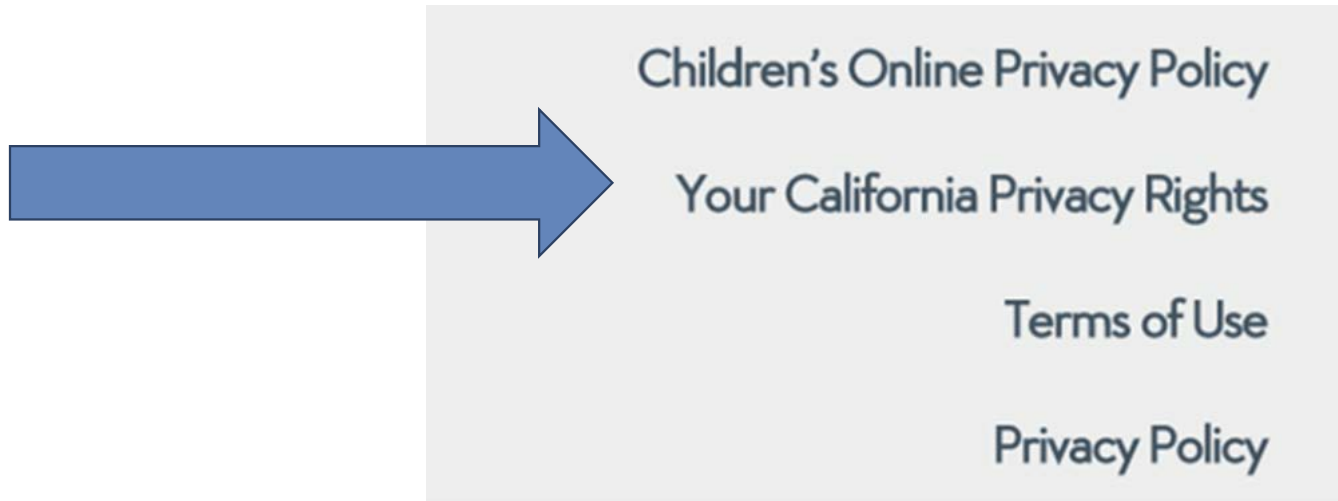 Children’s Online Privacy Policy
Your California Privacy Rights
Terms of Use
Privacy Policy